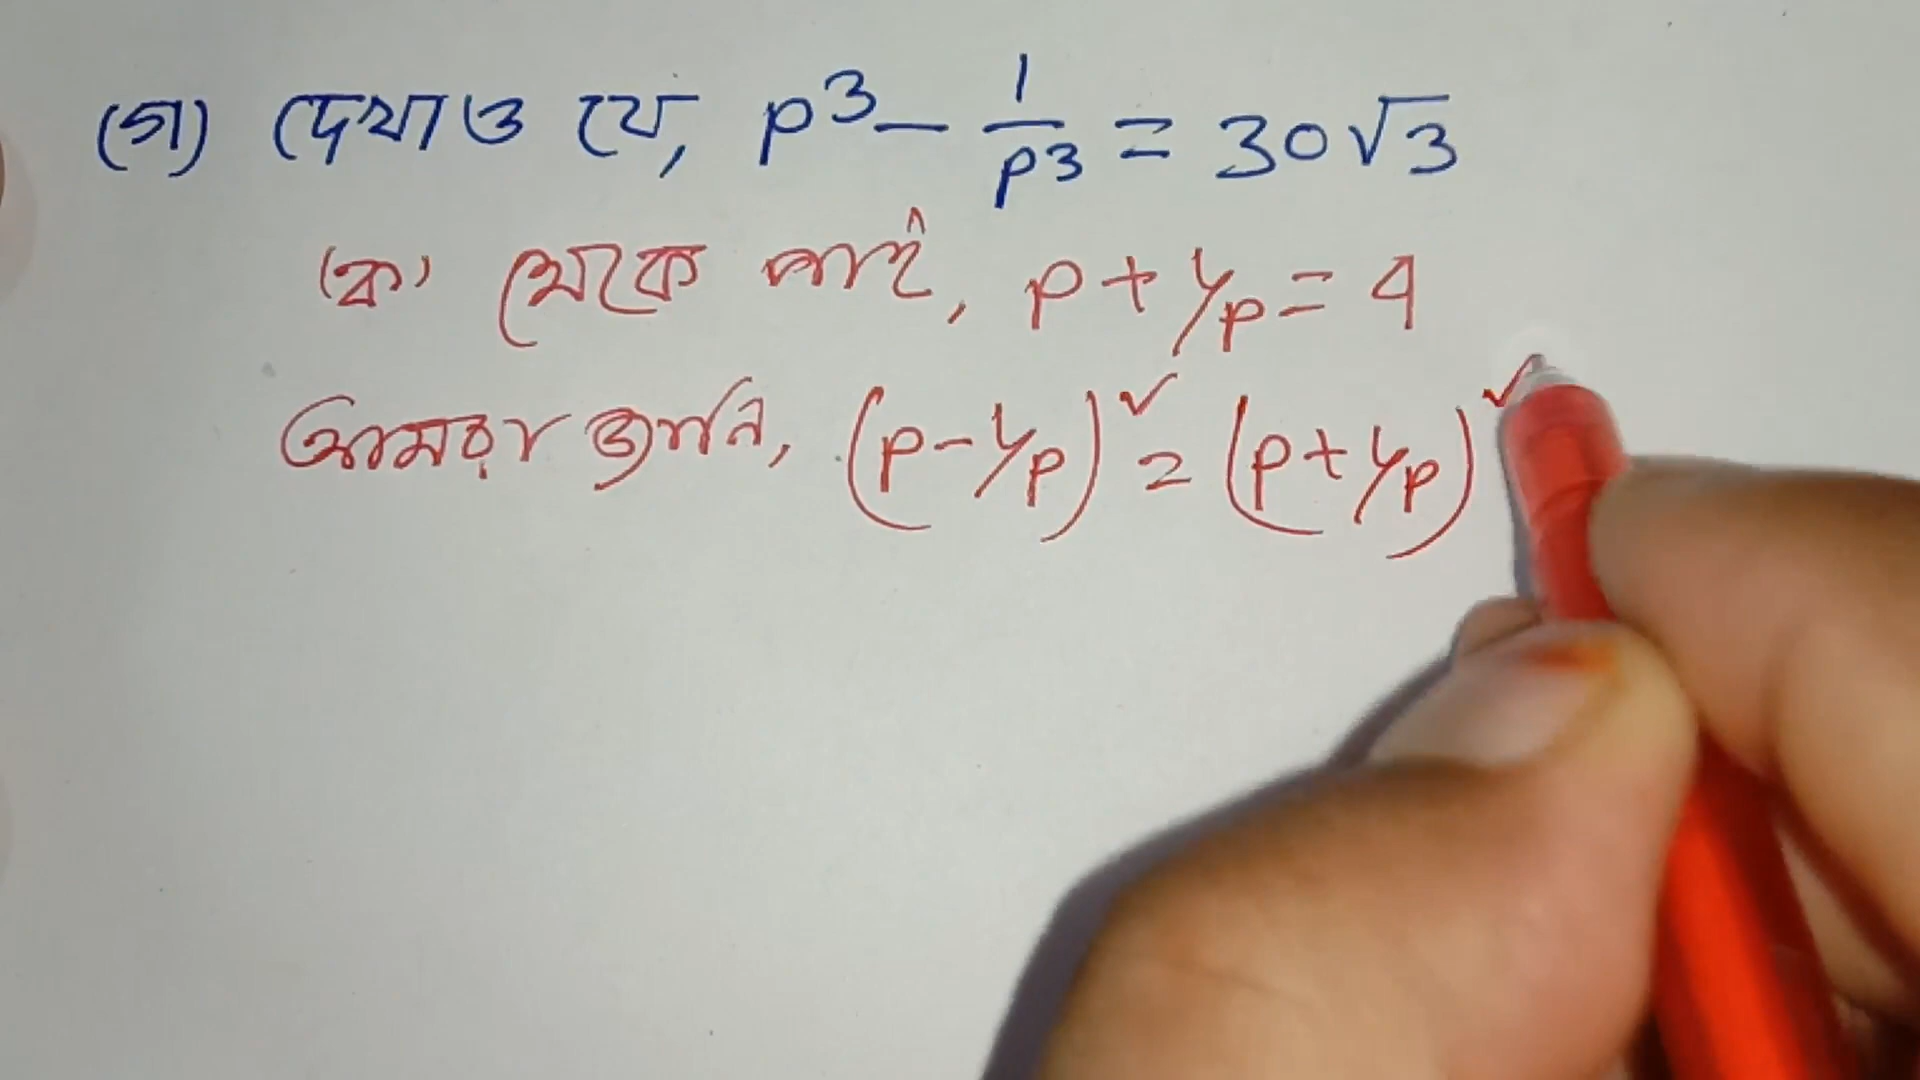 (গ) দেখাও যে, p³ - 1/p³ = 30√3
(ক) থেকে পাই, p + 1/p = 4
আমরা জানি, (p - 1/p)² = (p + 1/p)²